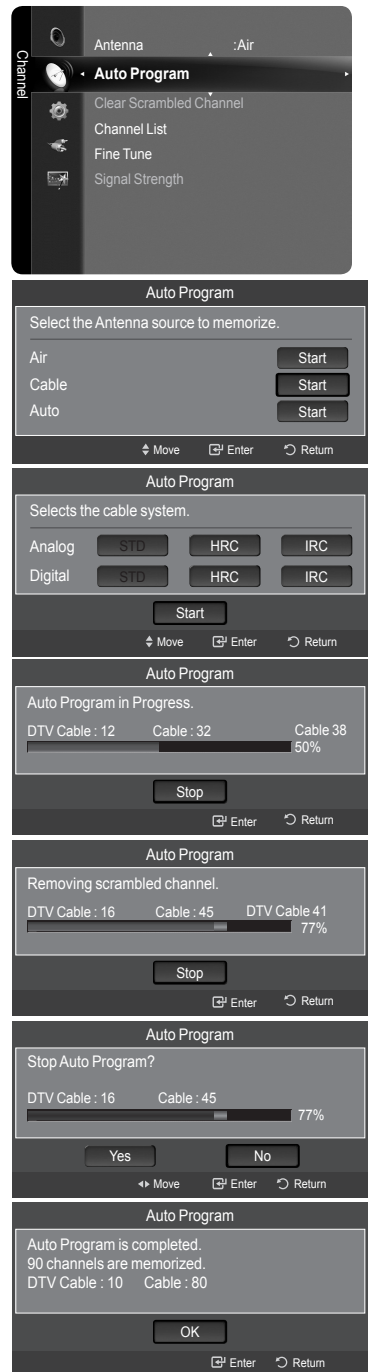 Channel
Antenna :Air
Auto Program
Clear Scrambled Channel
Channel List
Fine Tune
Signal Strength
Auto Program
Select the Antenna source to memorize.
Air Start
Cable Start
Auto Start
Move Enter Return
Auto Program
Selects the cable system.
Analog STD HRC IRC
Digital STD HRC IRC
Start
Move Enter Return
Auto Program
Auto Program in Progress.
DTV Cable : 12 Cable : 32 Cable 38
50%
Stop
Enter Return
Auto Program
Removing scrambled channel.
DTV Cable : 16 Cable : 45 DTV Cable 41
77%
Stop
Enter Return
Auto Program
Stop Auto Program?
DTV Cable : 16 Cable : 45
77%
Yes No
Move Enter Return
Auto Program
Auto Program is completed.
90 channels are memorized.
DTV Cable : 10 Cable : 80
OK
Enter Return